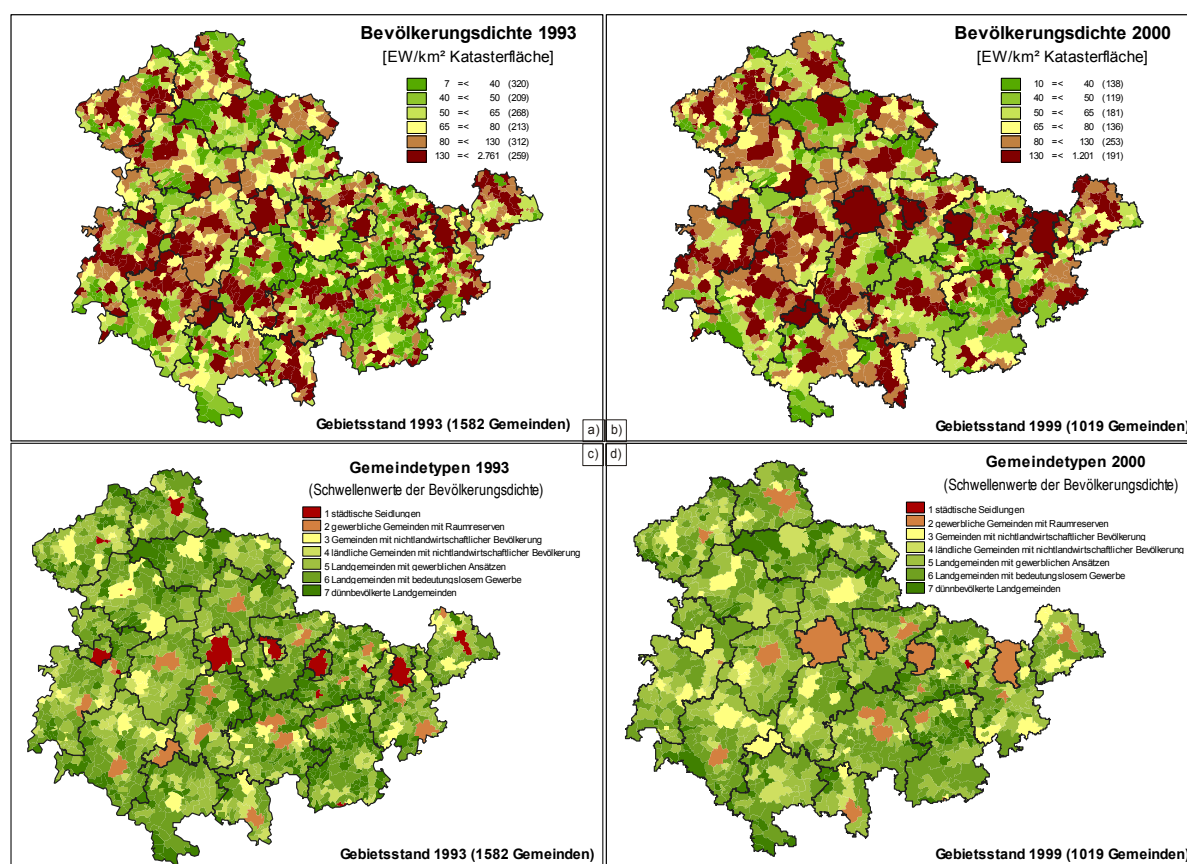 Bevölkerungsdichte 1993
[EW/km² Katasterfläche]
7 =< 40 (320)
40 =< 50 (209)
50 =< 65 (268)
65 =< 80 (213)
80 =< 130 (312)
130 =< 2.761 (259)
Gebietsstand 1993 (1582 Gemeinden)
a)
Bevölkerungsdichte 2000
[EW/km² Katasterfläche]
10 =< 40 (138)
40 =< 50 (119)
50 =< 65 (181)
65 =< 80 (136)
80 =< 130 (253)
130 =< 1.201 (191)
b)
Gebietsstand 1999 (1019 Gemeinden)
c)
Gemeindetypen 1993
(Schwellenwerte der Bevölkerungsdichte)
1 städtische Seidlungen
2 gewerbliche Gemeinden mit Raumreserven
3 Gemeinden mit nichtlandwirtschaftlicher Bevölkerung
4 ländliche Gemeinden mit nichtlandwirtschaftlicher Bevölkerung
5 Landgemeinden mit gewerblichen Ansätzen
6 Landgemeinden mit bedeutungslosem Gewerbe
7 dünnbevölkerte Landgemeinden
Gebietsstand 1993 (1582 Gemeinden)
d)
Gemeindetypen 2000
(Schwellenwerte der Bevölkerungsdichte)
1 städtische Seidlungen
2 gewerbliche Gemeinden mit Raumreserven
3 Gemeinden mit nichtlandwirtschaftlicher Bevölkerung
4 ländliche Gemeinden mit nichtlandwirtschaftlicher Bevölkerung
5 Landgemeinden mit gewerblichen Ansätzen
6 Landgemeinden mit bedeutungslosem Gewerbe
7 dünnbevölkerte Landgemeinden
Gebietsstand 1999 (1019 Gemeinden)